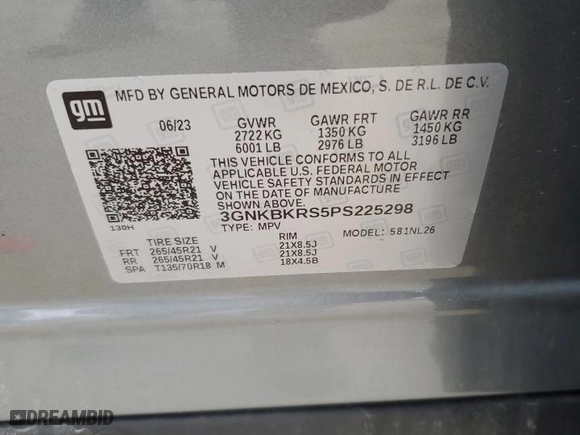 gm
MFD BY GENERAL MOTORS DE MEXICO, S. DE R.L. DE C.V.
06/23 GVWR GAWR FRT GAWR RR
2722 KG 1350 KG 1450 KG
6001 LB 2976 LB 3196 LB
THIS VEHICLE CONFORMS TO ALL
APPLICABLE U.S. FEDERAL MOTOR
VEHICLE SAFETY STANDARDS IN EFFECT
ON THE DATE OF MANUFACTURE
SHOWN ABOVE.
3GNKBKRS5PS225298
130H TYPE: MPV MODEL: 581NL26
TIRE SIZE RIM
FRT 265/45R21 V 21X8.5J
RR 265/45R21 V 21X8.5J
SPA T135/70R18 M 18X4.5B
DREAMBID